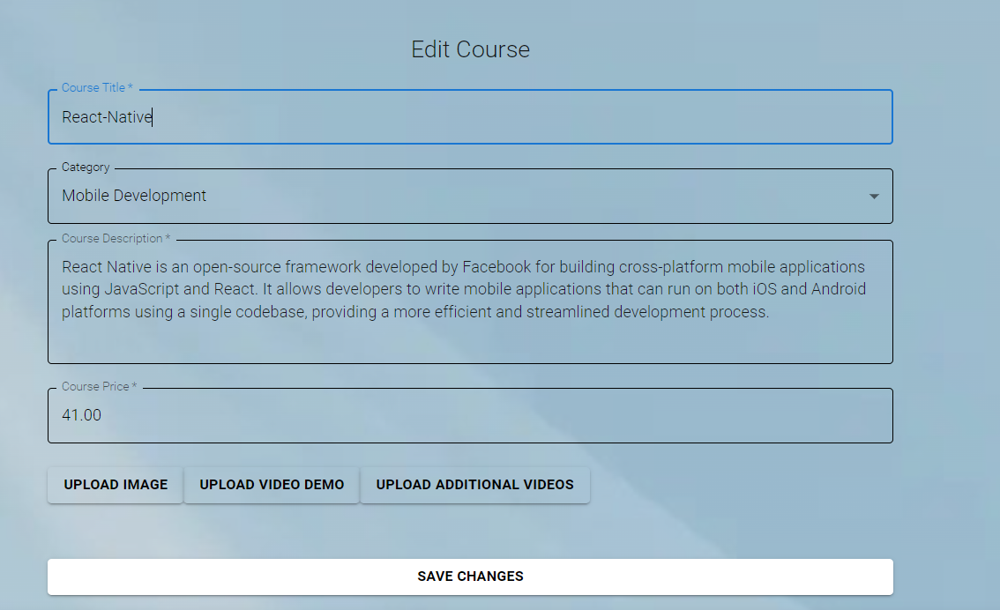 Edit Course
Course Title *
React-Native
Category
Mobile Development
Course Description *
React Native is an open-source framework developed by Facebook for building cross-platform mobile applications
using JavaScript and React. It allows developers to write mobile applications that can run on both iOS and Android
platforms using a single codebase, providing a more efficient and streamlined development process.
Course Price *
41.00
UPLOAD IMAGE UPLOAD VIDEO DEMO UPLOAD ADDITIONAL VIDEOS
SAVE CHANGES